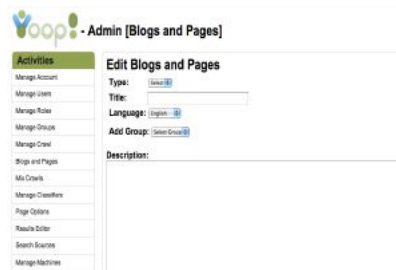 Yoop! - Admin [Blogs and Pages]
Activities
Manage Account
Manage Users
Manage Roles
Manage Groups
Manage Crawl
Blogs and Pages
Mix Crawls
Manage Classifiers
Page Options
Results Editor
Search Sources
Manage Machines
Edit Blogs and Pages
Type: Select
Title:
Language: English
Add Group: Select Group
Description: